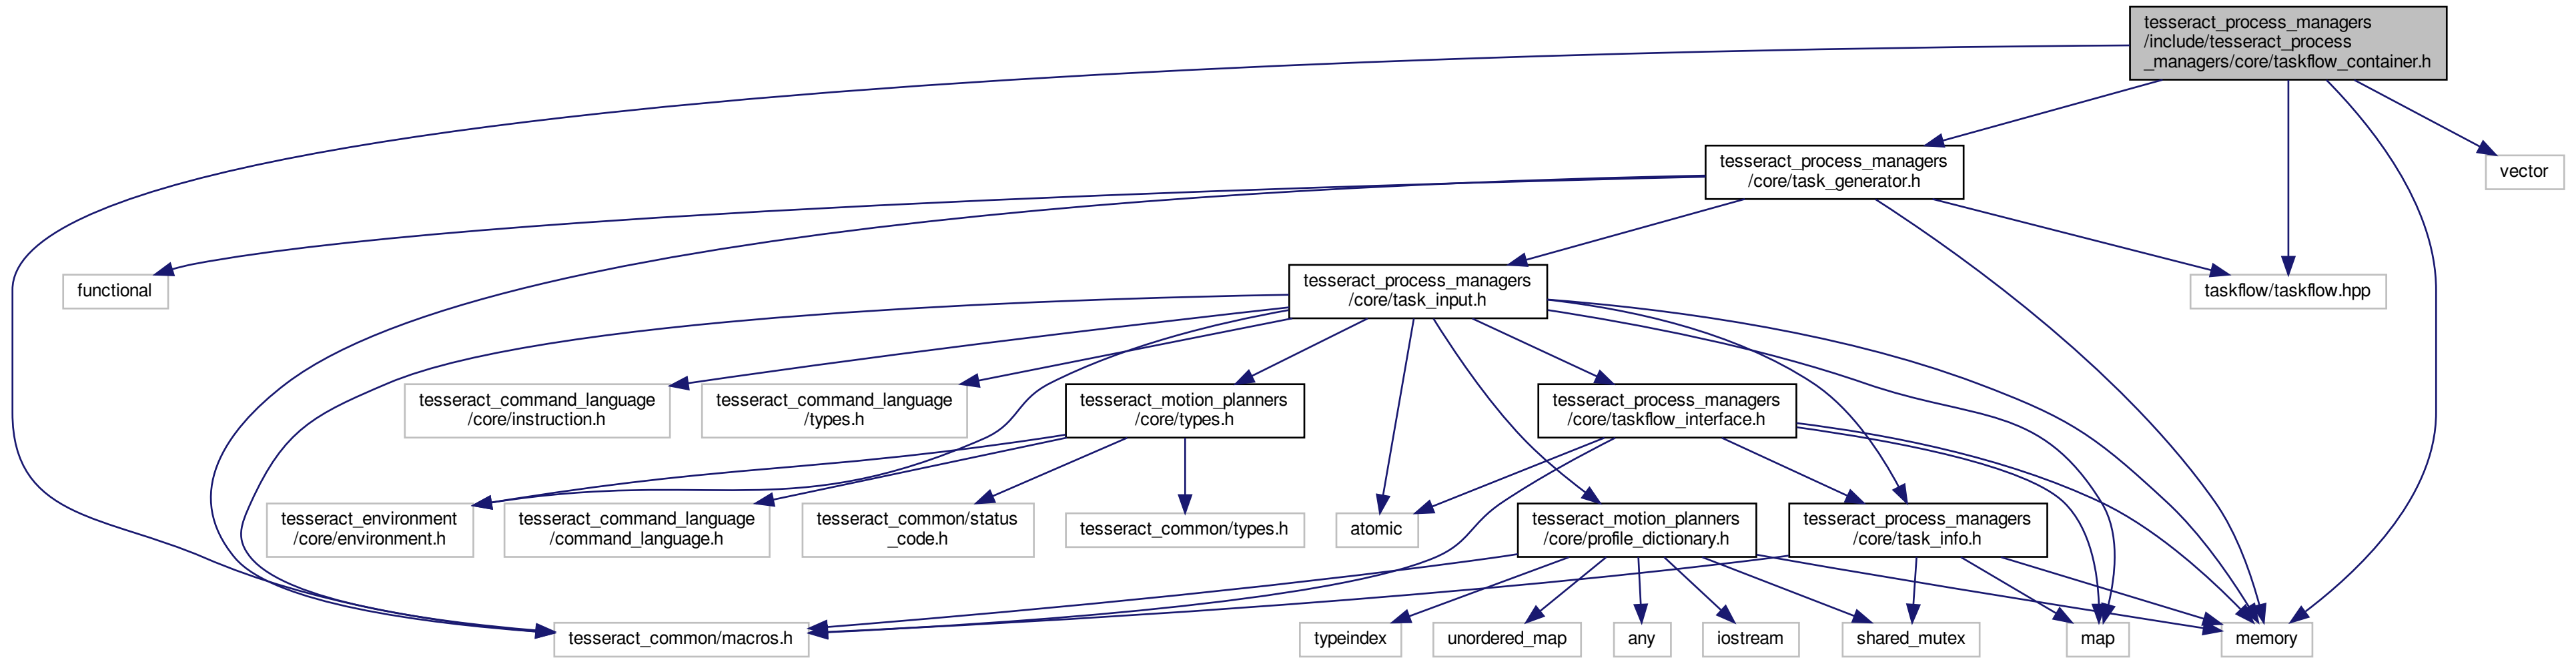 tesseract_process_managers
/include/tesseract_process
_managers/core/taskflow_container.h
tesseract_process_managers
/core/task_generator.h
vector
functional
tesseract_process_managers
/core/task_input.h
taskflow/taskflow.hpp
tesseract_command_language
/core/instruction.h
tesseract_command_language
/types.h
tesseract_motion_planners
/core/types.h
tesseract_process_managers
/core/taskflow_interface.h
tesseract_environment
/core/environment.h
tesseract_command_language
/command_language.h
tesseract_common/status
_code.h
tesseract_common/types.h
atomic
tesseract_motion_planners
/core/profile_dictionary.h
tesseract_process_managers
/core/task_info.h
tesseract_common/macros.h
typeindex
unordered_map
any
iostream
shared_mutex
map
memory